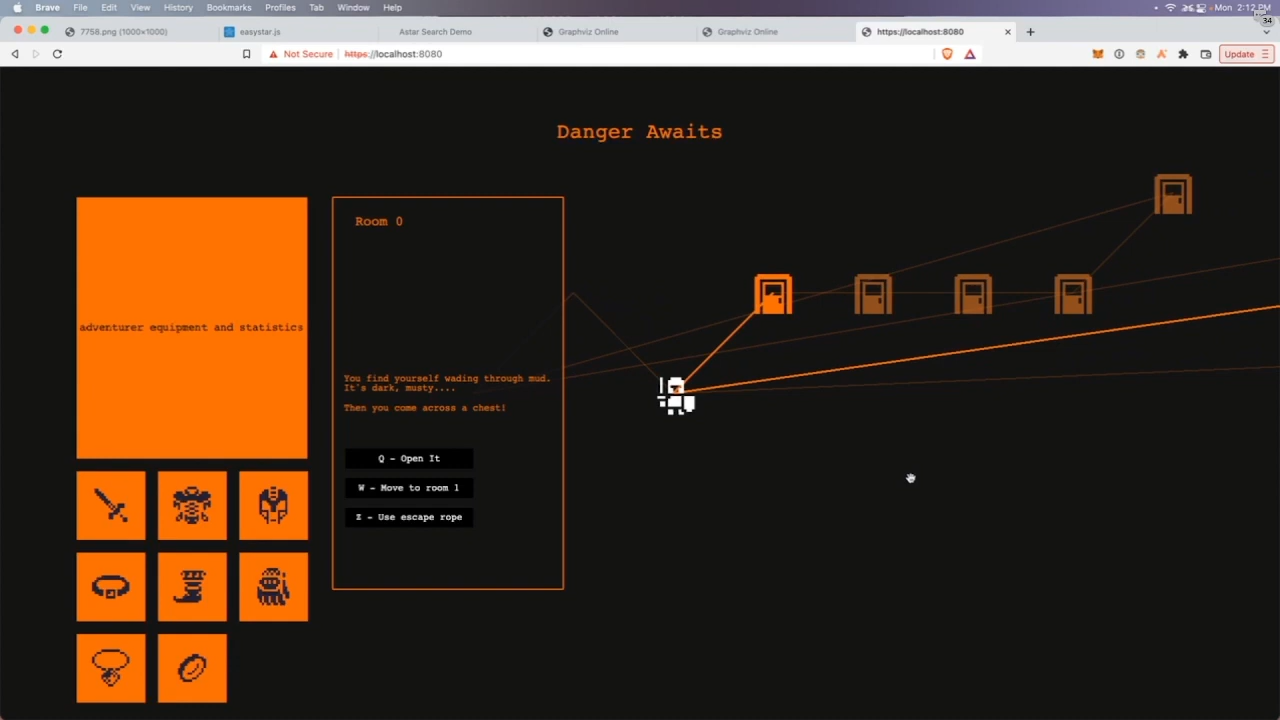 Brave File Edit View History Bookmarks Profiles Tab Window Help
Mon 2:12 PM
34
7758.png (1000×1000)
easystar.js
Astar Search Demo
Graphviz Online
Graphviz Online
https://localhost:8080
Not Secure https://localhost:8080
Update
Danger Awaits
adventurer equipment and statistics
Room 0
You find yourself wading through mud.
It's dark, musty....
Then you come across a chest!
Q - Open It
W - Move to room 1
Z - Use escape rope